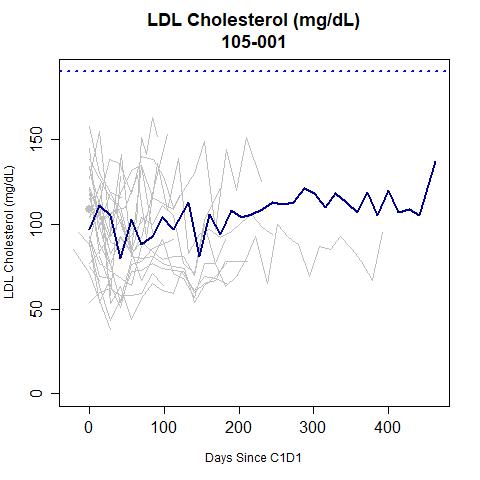 LDL Cholesterol (mg/dL)
105-001
LDL Cholesterol (mg/dL)
150
100
50
0
0 100 200 300 400
Days Since C1D1